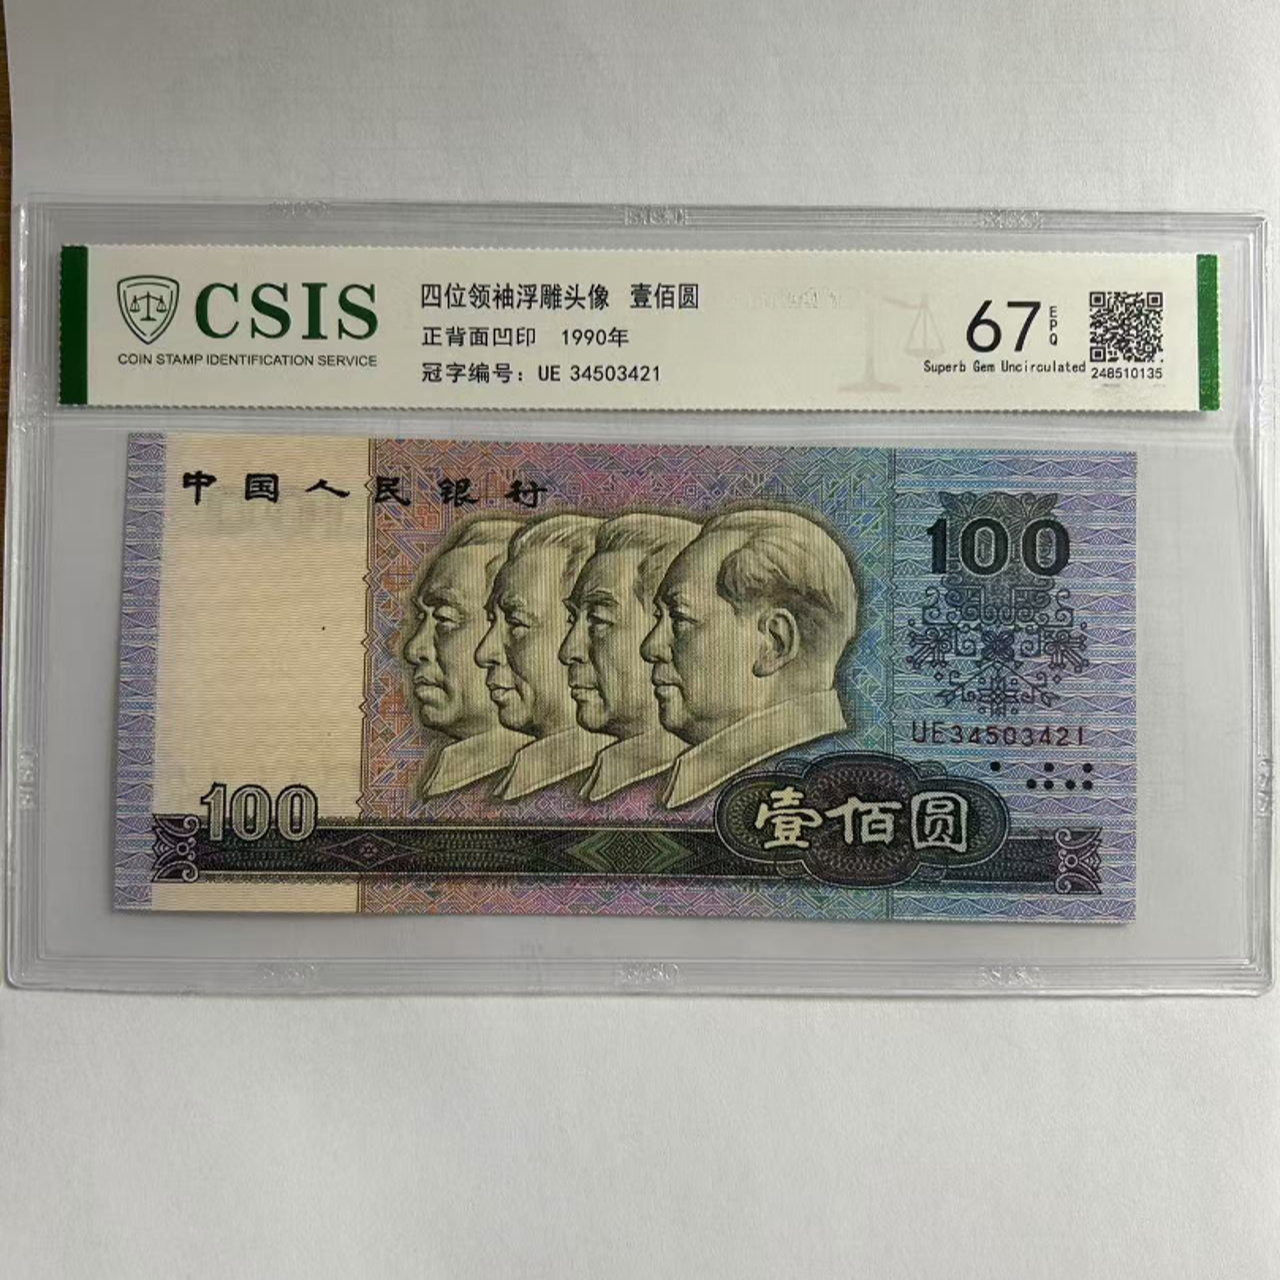 CSIS
COIN STAMP IDENTIFICATION SERVICE
四位领袖浮雕头像 壹佰圆
正背面凹印 1990年
冠字编号：UE 34503421
67 EPQ
Superb Gem Uncirculated
248510135
中国人民银行
100
UE34503421
100
壹佰圆